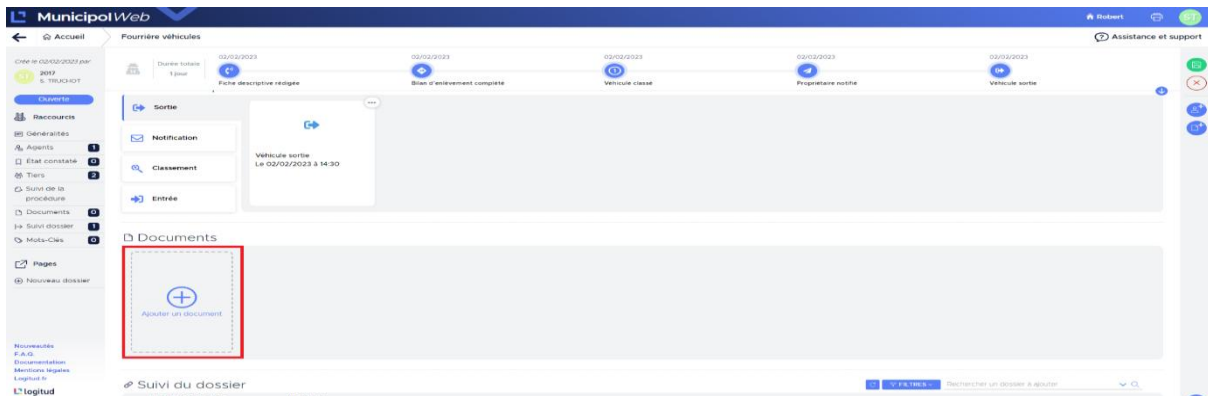 MunicipolWeb
Robert
ST
Accueil
Pourrière véhicules
Assistance et support
Créé le 02/02/2023 par
ST
2017
S. TRUCHOT
Ouverte
Raccourcis
Généralités
Agents 1
Etat constaté 0
Tiers 2
Suivi de la
procédure
Documents 0
Suivi dossier 1
Mots-Clés 0
Pages
Nouveau dossier
Nouveautés
F.A.Q.
Documentation
Mentions légales
Logitud.fr
logitud
Durée totale
1 jour
02/02/2023
Fiche descriptive rédigée
02/02/2023
Bilan d'enlèvement complété
02/02/2023
Véhicule classé
02/02/2023
Propriétaire notifié
02/02/2023
Véhicule sortie
Sortie
Notification
Classement
Entrée
Véhicule sortie
Le 02/02/2023 à 14:30
Documents
Ajouter un document
Suivi du dossier
FILTRES
Rechercher un dossier à ajouter